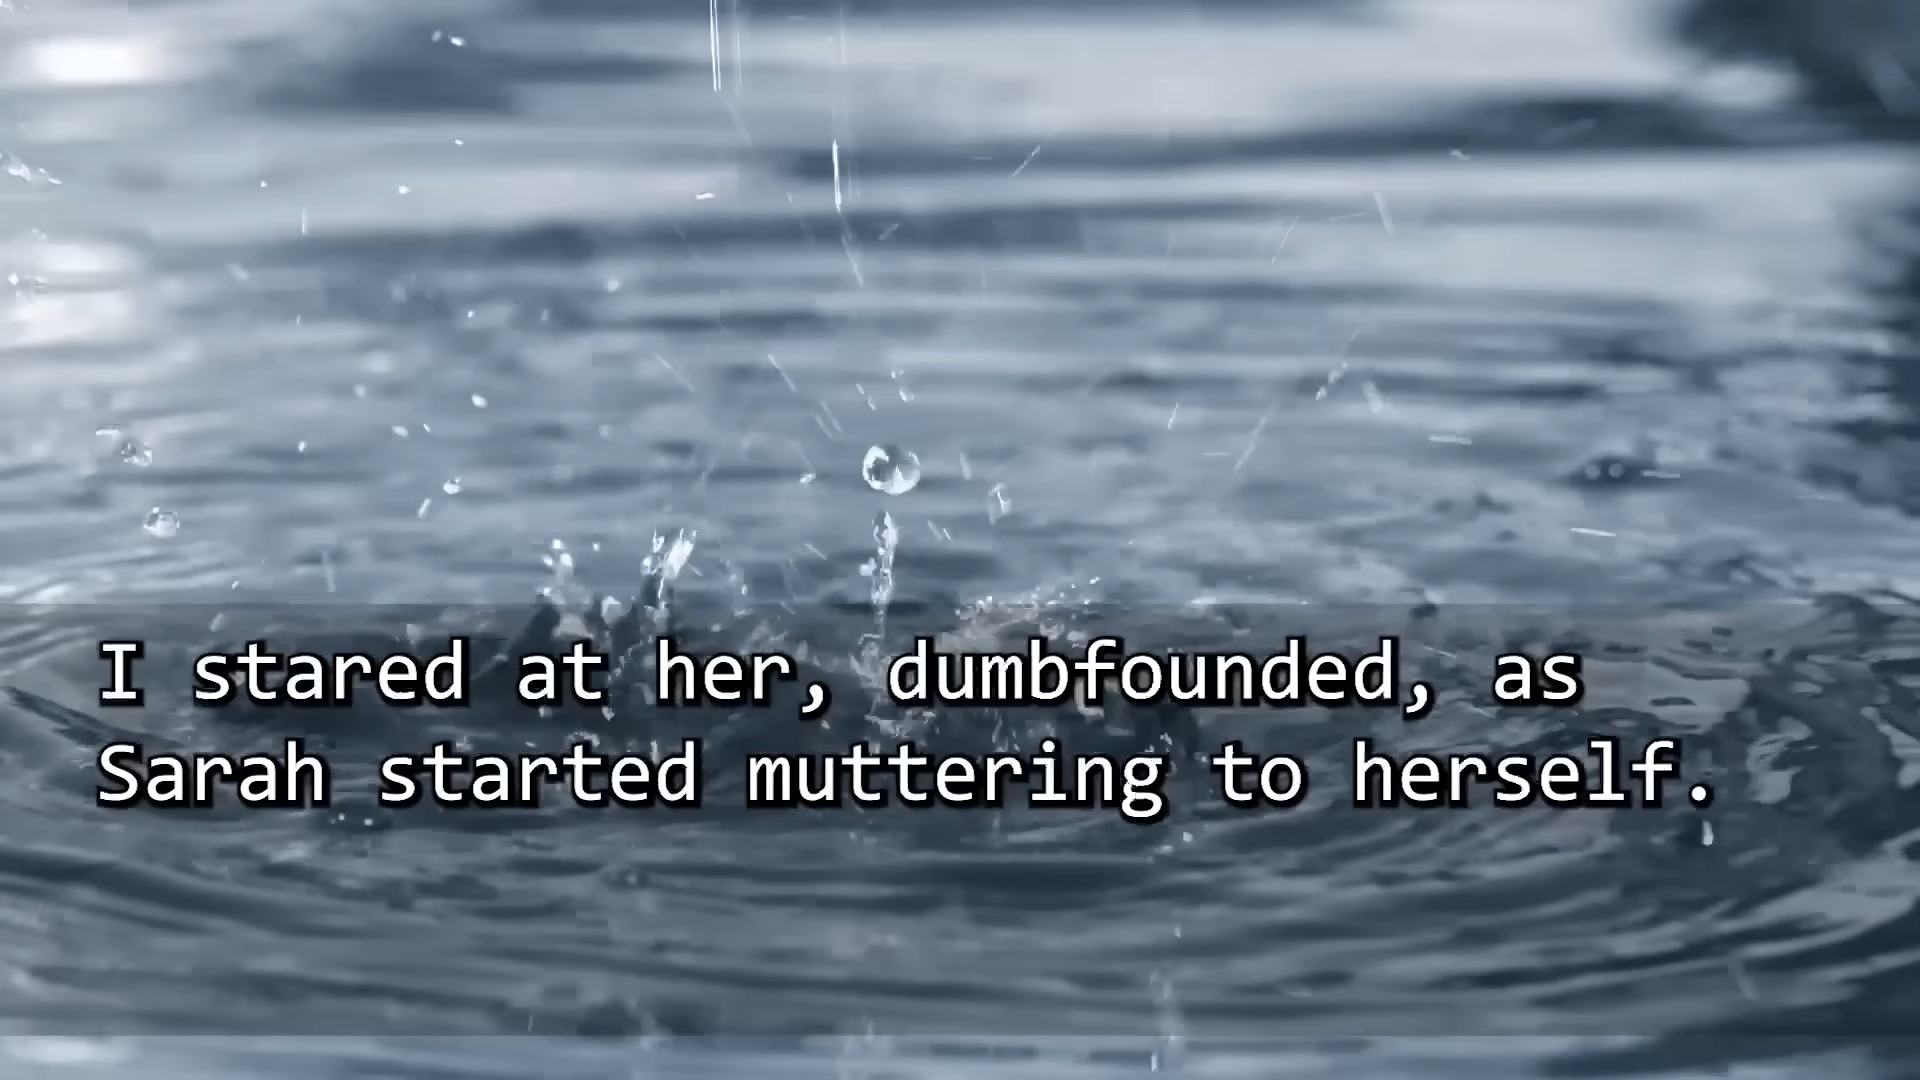 I stared at her, dumbfounded, as
Sarah started muttering to herself.